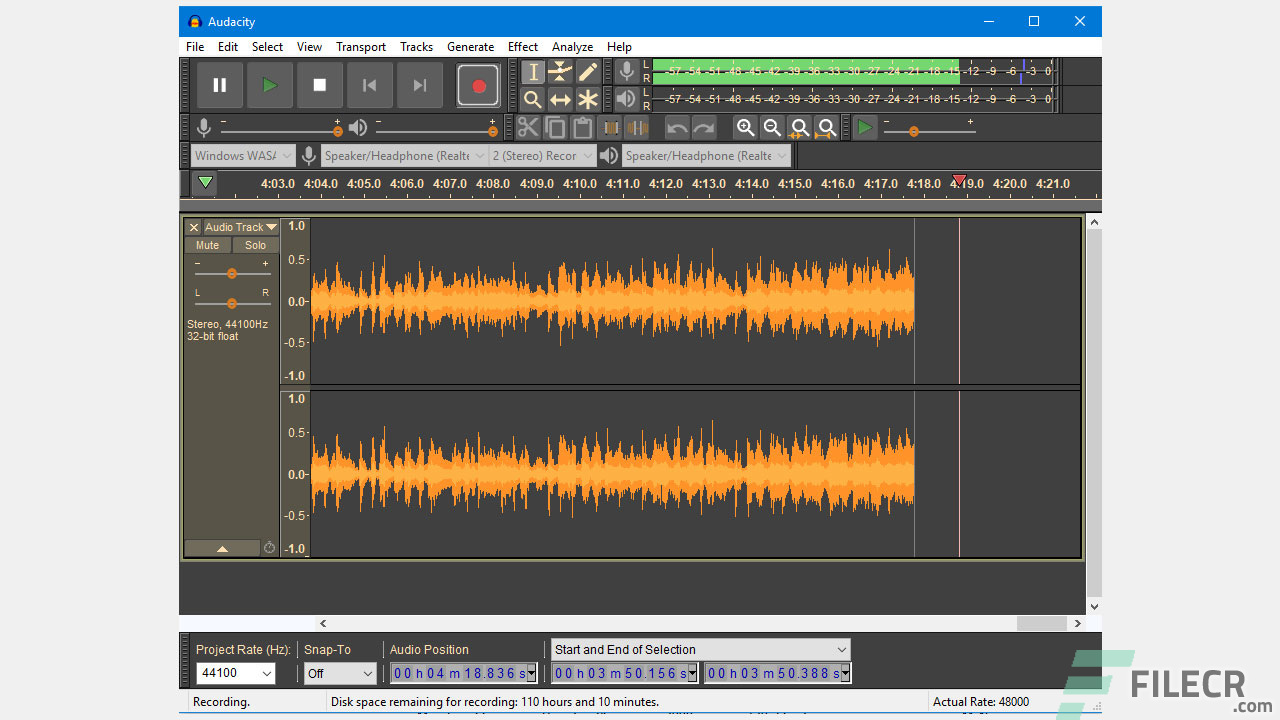 Audacity
File Edit Select View Transport Tracks Generate Effect Analyze Help
L
R
-57 -54 -51 -48 -45 -42 -39 -36 -33 -30 -27 -24 -21 -18 -15 -12 -9 -6 -3 0
L
R
-57 -54 -51 -48 -45 -42 -39 -36 -33 -30 -27 -24 -21 -18 -15 -12 -9 -6 -3 0
Windows WASA Speaker/Headphone (Realte 2 (Stereo) Recor Speaker/Headphone (Realte
4:03.0 4:04.0 4:05.0 4:06.0 4:07.0 4:08.0 4:09.0 4:10.0 4:11.0 4:12.0 4:13.0 4:14.0 4:15.0 4:16.0 4:17.0 4:18.0 4:19.0 4:20.0 4:21.0
Audio Track
Mute Solo
L R
Stereo, 44100Hz
32-bit float
1.0
0.5
0.0
-0.5
-1.0
1.0
0.5
0.0
-0.5
-1.0
Project Rate (Hz): Snap-To Audio Position Start and End of Selection
44100 Off 00 h 04 m 18.836 s 00 h 03 m 50.156 s 00 h 03 m 50.388 s
Recording. Disk space remaining for recording: 110 hours and 10 minutes. Actual Rate: 48000
FILECR
.com